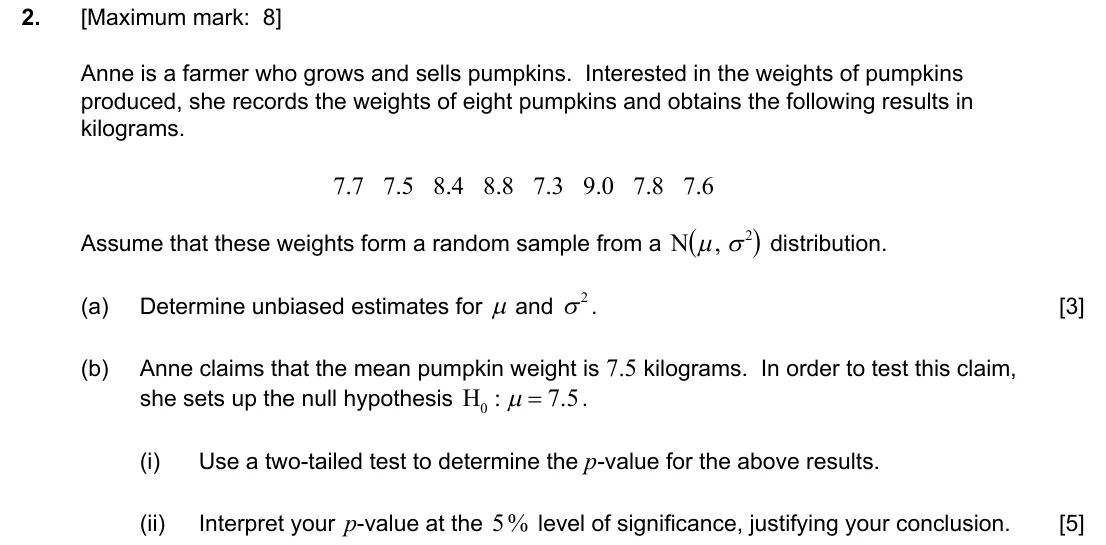 2. [Maximum mark: 8]
Anne is a farmer who grows and sells pumpkins. Interested in the weights of pumpkins
produced, she records the weights of eight pumpkins and obtains the following results in
kilograms.
7.7 7.5 8.4 8.8 7.3 9.0 7.8 7.6
Assume that these weights form a random sample from a N(μ, σ²) distribution.
(a) Determine unbiased estimates for μ and σ². [3]
(b) Anne claims that the mean pumpkin weight is 7.5 kilograms. In order to test this claim,
she sets up the null hypothesis H₀ : μ = 7.5.
(i) Use a two-tailed test to determine the p-value for the above results.
(ii) Interpret your p-value at the 5% level of significance, justifying your conclusion. [5]